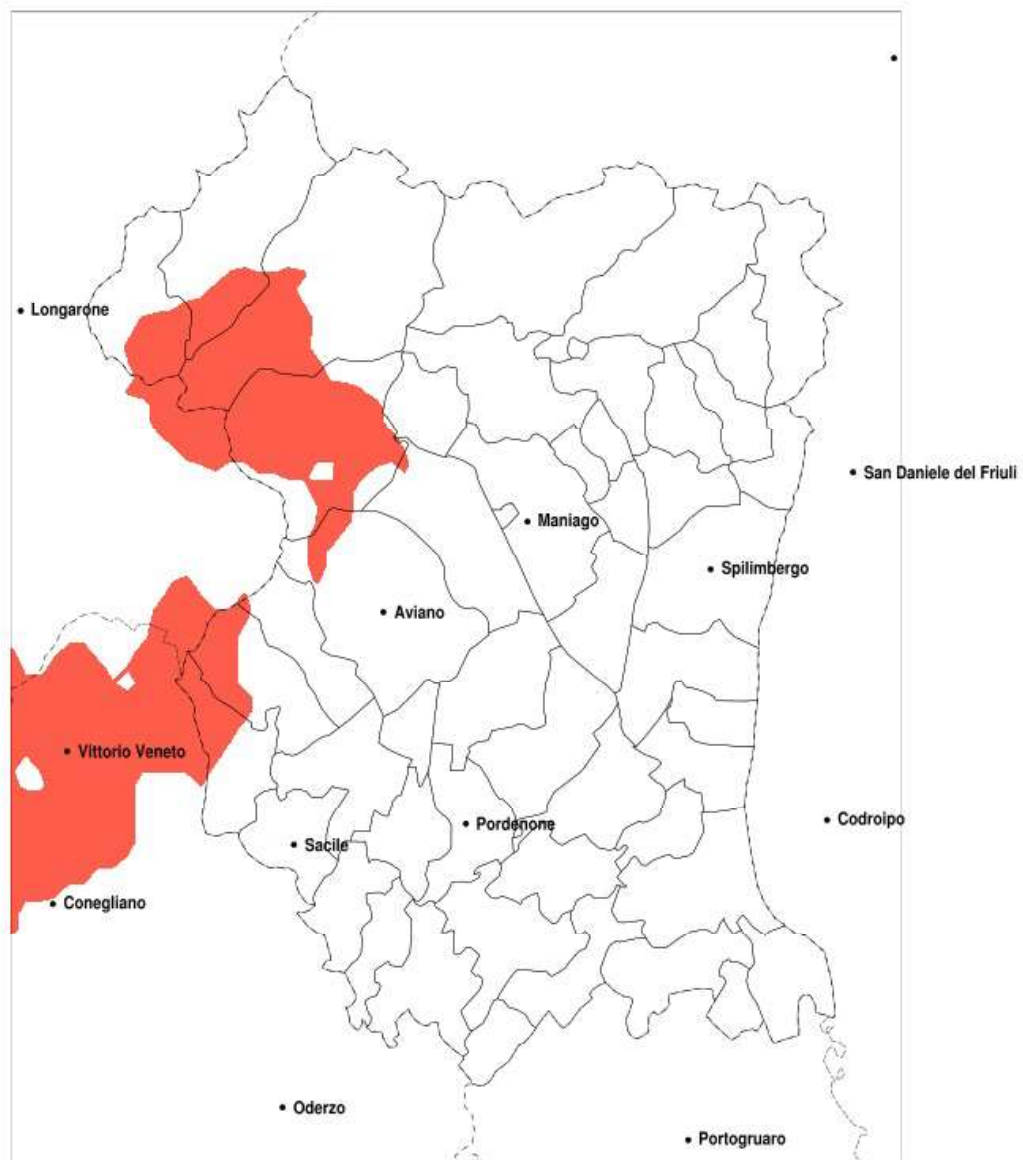 Longarone
San Daniele del Friuli
Maniago
Spilimbergo
Aviano
Vittorio Veneto
Pordenone
Codroipo
Sacile
Conegliano
Oderzo
Portogruaro